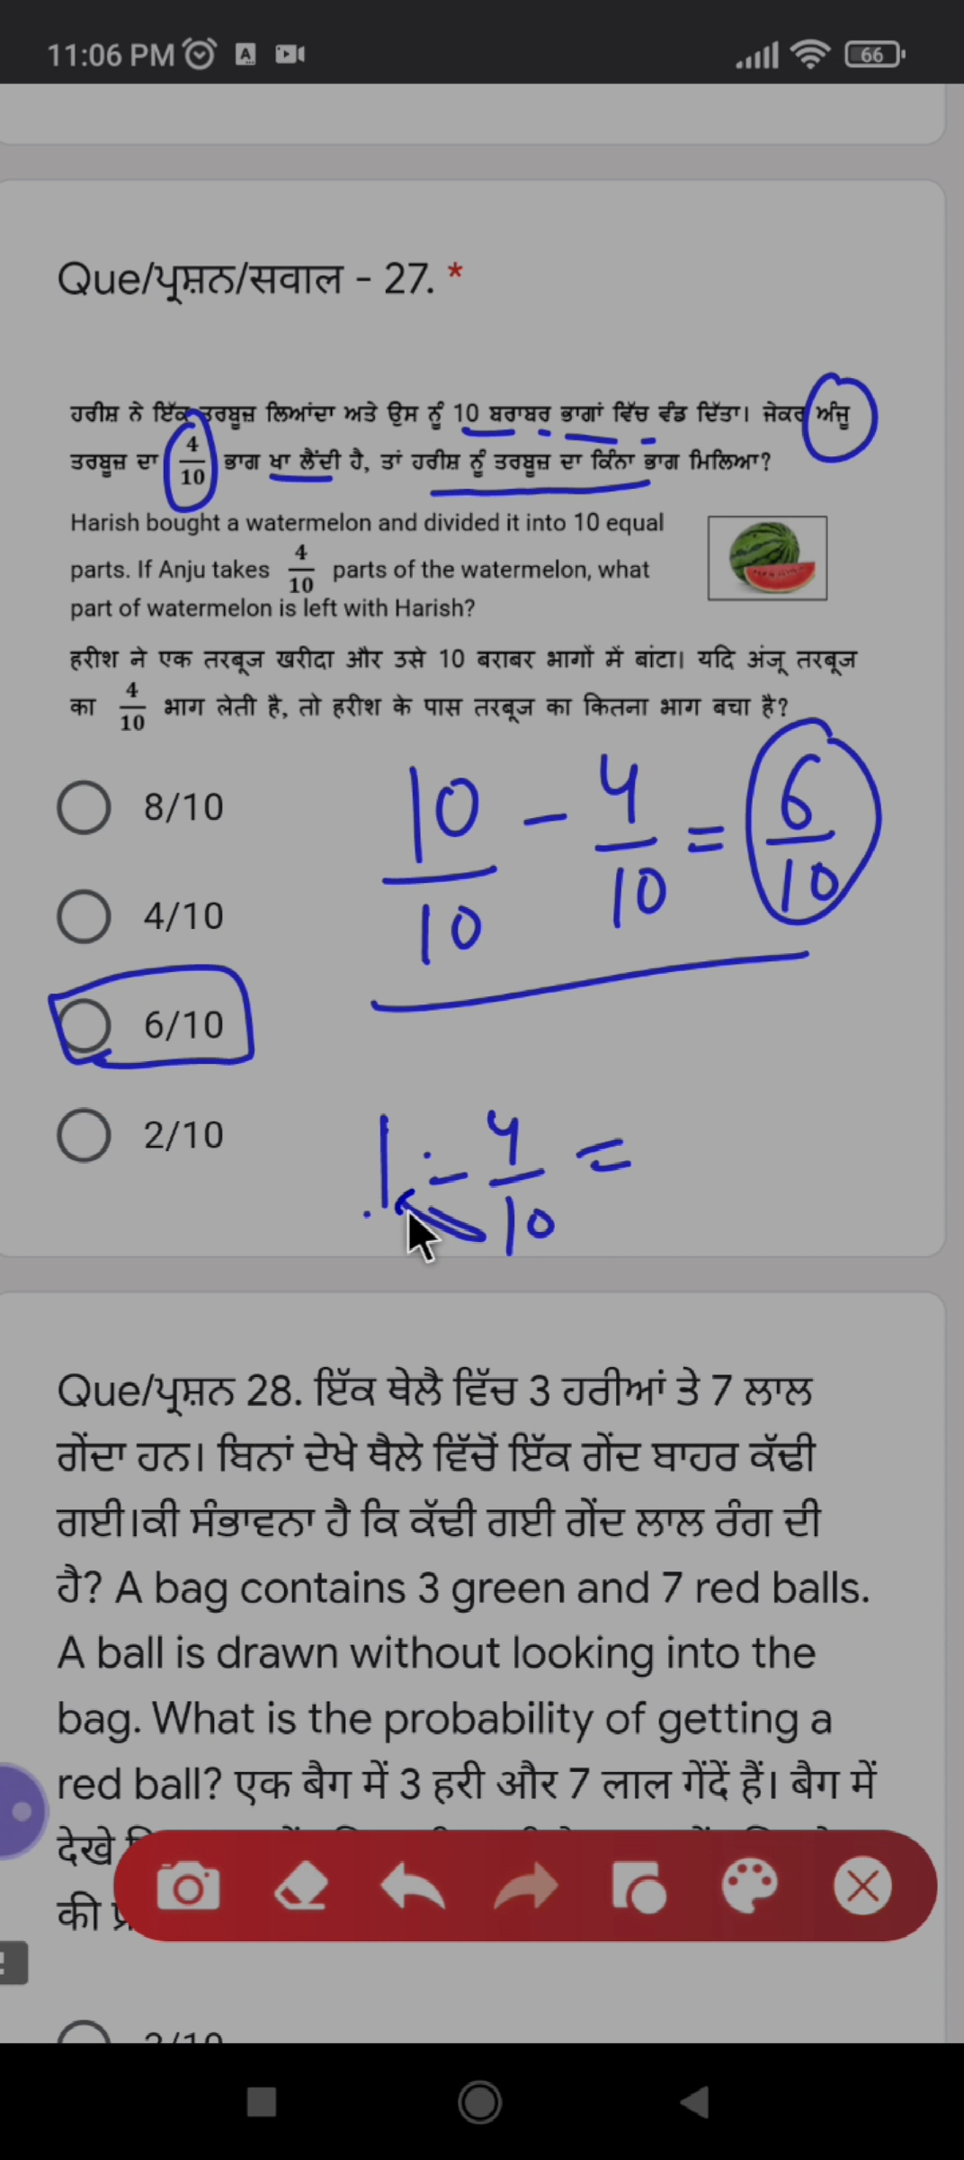 11:06 PM
66
Que/ਪ੍ਰਸ਼ਨ/सवाल - 27. *
ਹਰੀਸ਼ ਨੇ ਇੱਕ ਤਰਬੂਜ਼ ਲਿਆਂਦਾ ਅਤੇ ਉਸ ਨੂੰ 10 ਬਰਾਬਰ ਭਾਗਾਂ ਵਿੱਚ ਵੰਡ ਦਿੱਤਾ। ਜੇਕਰ ਅੰਜੂ
ਤਰਬੂਜ਼ ਦਾ 4/10 ਭਾਗ ਖਾ ਲੈਂਦੀ ਹੈ, ਤਾਂ ਹਰੀਸ਼ ਨੂੰ ਤਰਬੂਜ਼ ਦਾ ਕਿੰਨਾ ਭਾਗ ਮਿਲਿਆ?
Harish bought a watermelon and divided it into 10 equal
parts. If Anju takes 4/10 parts of the watermelon, what
part of watermelon is left with Harish?
हरीश ने एक तरबूज खरीदा और उसे 10 बराबर भागों में बांटा। यदि अंजू तरबूज
का 4/10 भाग लेती है, तो हरीश के पास तरबूज का कितना भाग बचा है?
10/10 - 4/10 = 6/10
8/10
4/10
6/10
2/10
1 - 4/10 =
Que/ਪ੍ਰਸ਼ਨ 28. ਇੱਕ ਥੇਲੈ ਵਿੱਚ 3 ਹਰੀਆਂ ਤੇ 7 ਲਾਲ
ਗੇਂਦਾ ਹਨ। ਬਿਨਾਂ ਦੇਖੇ ਥੈਲੇ ਵਿੱਚੋਂ ਇੱਕ ਗੇਂਦ ਬਾਹਰ ਕੱਢੀ
ਗਈ।ਕੀ ਸੰਭਾਵਨਾ ਹੈ ਕਿ ਕੱਢੀ ਗਈ ਗੇਂਦ ਲਾਲ ਰੰਗ ਦੀ
ਹੈ? A bag contains 3 green and 7 red balls.
A ball is drawn without looking into the
bag. What is the probability of getting a
red ball? एक बैग में 3 हरी और 7 लाल गेंदें हैं। बैग में
देखे
की